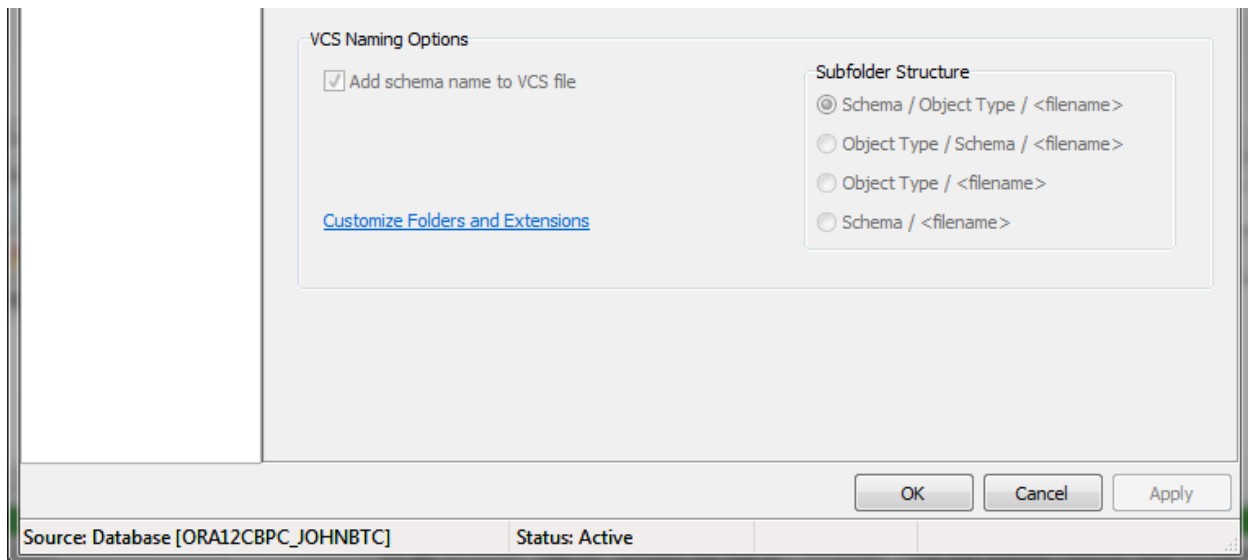 VCS Naming Options
Add schema name to VCS file
Subfolder Structure
Schema / Object Type / <filename>
Object Type / Schema / <filename>
Object Type / <filename>
Schema / <filename>
Customize Folders and Extensions
OK
Cancel
Apply
Source: Database [ORA12CBPC_JOHNBTC]
Status: Active